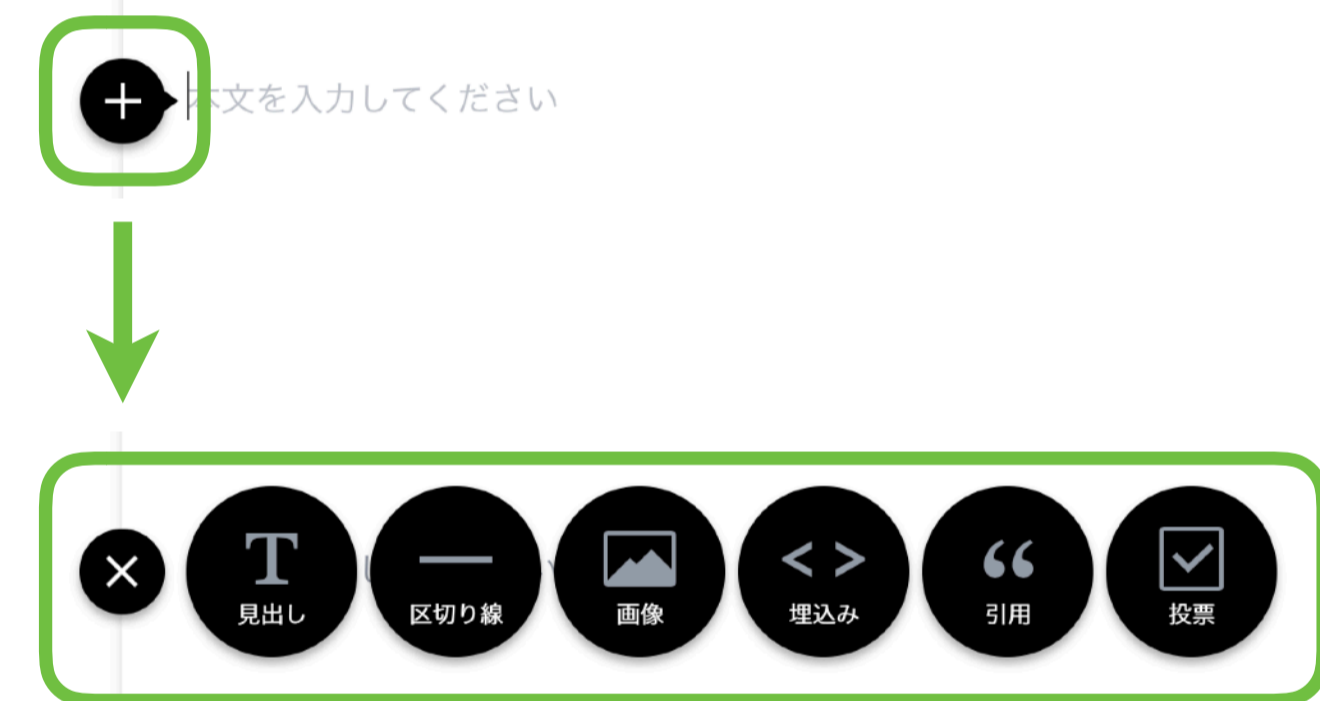 本文を入力してください
見出し
区切り線
画像
埋込み
引用
投票